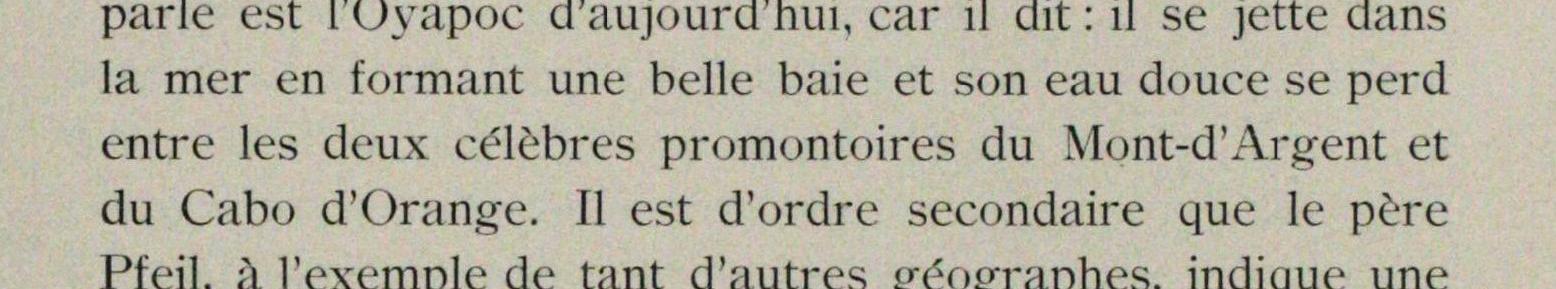 parle est l'Oyapoc d'aujourd'hui, car il dit : il se jette dans
la mer en formant une belle baie et son eau douce se perd
entre les deux célèbres promontoires du Mont-d'Argent et
du Cabo d'Orange. Il est d'ordre secondaire que le père
Pfeil, à l'exemple de tant d'autres géographes, indique une